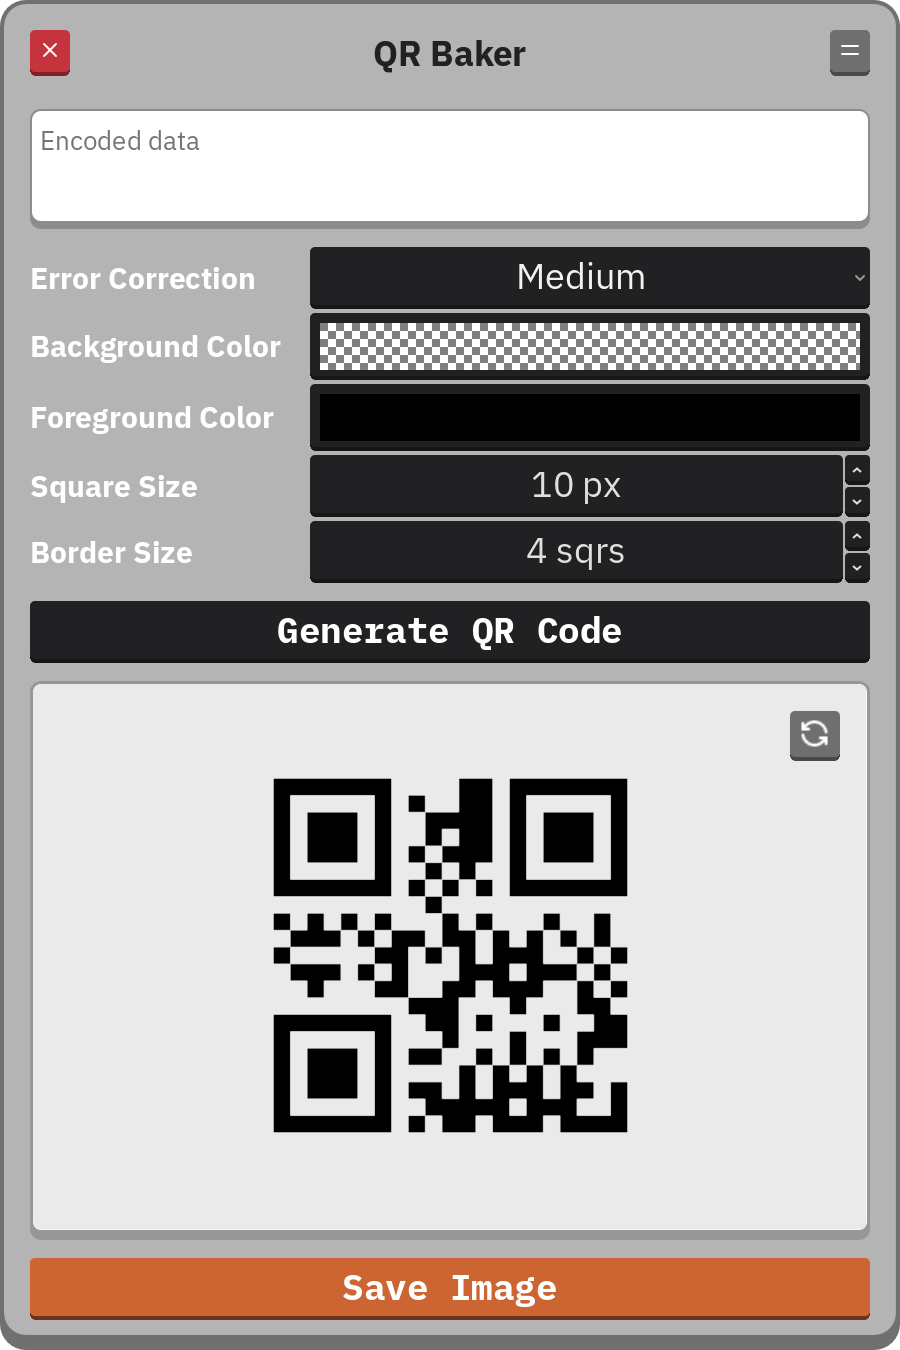 QR Baker
Encoded data
Error Correction
Medium
Background Color
Foreground Color
Square Size
10 px
Border Size
4 sqrs
Generate QR Code
Save Image